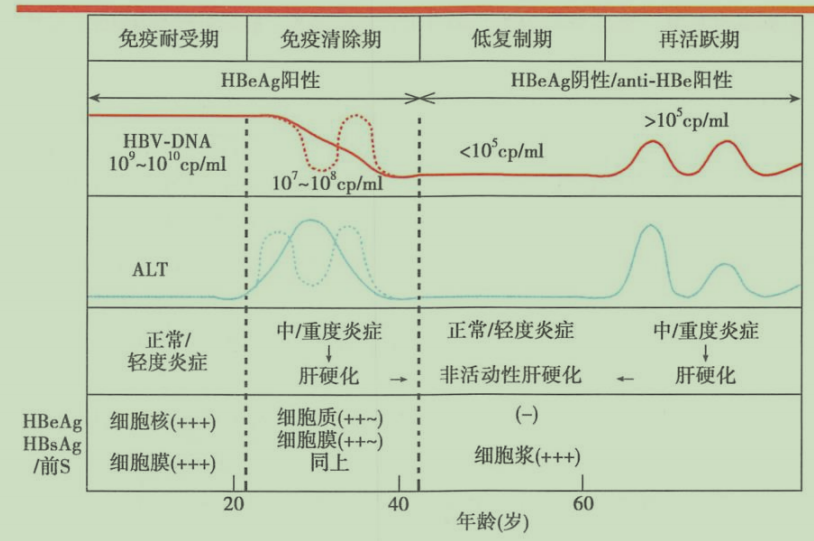 免疫耐受期 免疫清除期 低复制期 再活跃期
HBeAg阳性 HBeAg阴性/anti-HBe阳性
HBV-DNA
10⁹~10¹⁰cp/ml
10⁷~10⁸cp/ml
<10⁵cp/ml
>10⁵cp/ml
ALT
正常/
轻度炎症
中/重度炎症
↓
肝硬化 →
正常/轻度炎症
非活动性肝硬化 ←
中/重度炎症
↓
肝硬化
HBeAg
HBsAg
/前S
细胞核(+++)
细胞膜(+++)
细胞质(++~)
细胞膜(++~)
同上
(−)
细胞浆(+++)
20 40 60
年龄(岁)